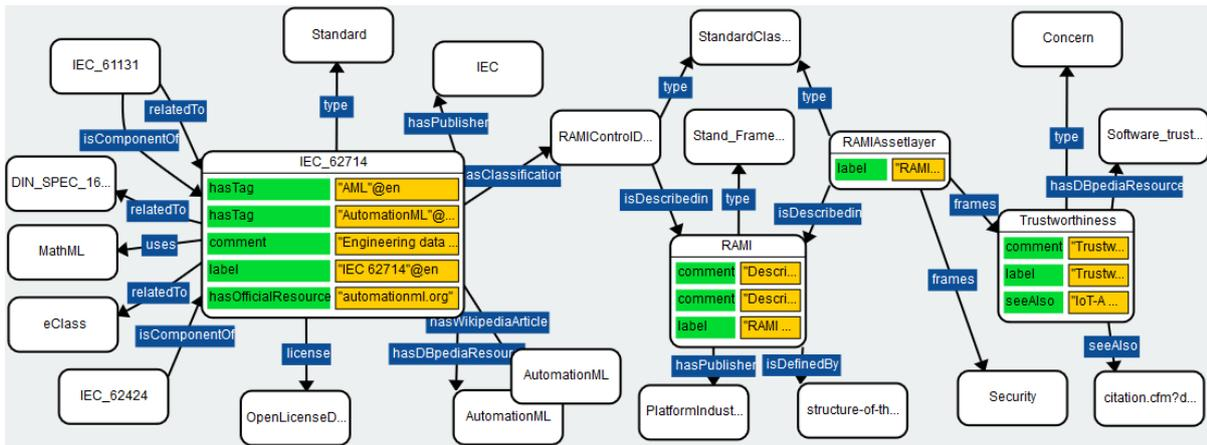 Standard
IEC_61131
relatedTo
isComponentOf
type
IEC
hasPublisher
hasClassification
StandardClas...
type
type
RAMIControlD...
Stand_Frame...
type
isDescribedin
isDescribedin
RAMIAssetlayer
label "RAMI...
frames
frames
Concern
type
Software_trust...
hasDBpediaResource
IEC_62714
hasTag "AML"@en
hasTag "AutomationML"@...
comment "Engineering data ...
label "IEC 62714"@en
hasOfficialResource "automationml.org"
DIN_SPEC_16...
relatedTo
MathML
uses
eClass
relatedTo
isComponentOf
IEC_62424
license
OpenLicenseD...
hasWikipediaArticle
hasDBpediaResourc
AutomationML
AutomationML
RAMI
comment "Descri...
comment "Descri...
label "RAMI ...
hasPublisher
isDefinedBy
PlatformIndust...
structure-of-th...
Trustworthiness
comment "Trustw...
label "Trustw...
seeAlso "IoT-A ...
seeAlso
Security
citation.cfm?d...